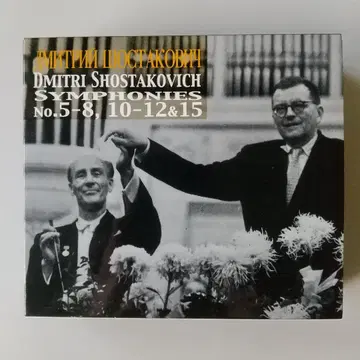 ДМИТРИЙ ШОСТАКОВИЧ
DMITRI SHOSTAKOVICH
SYMPHONIES
NO.5-8, 10-12&15